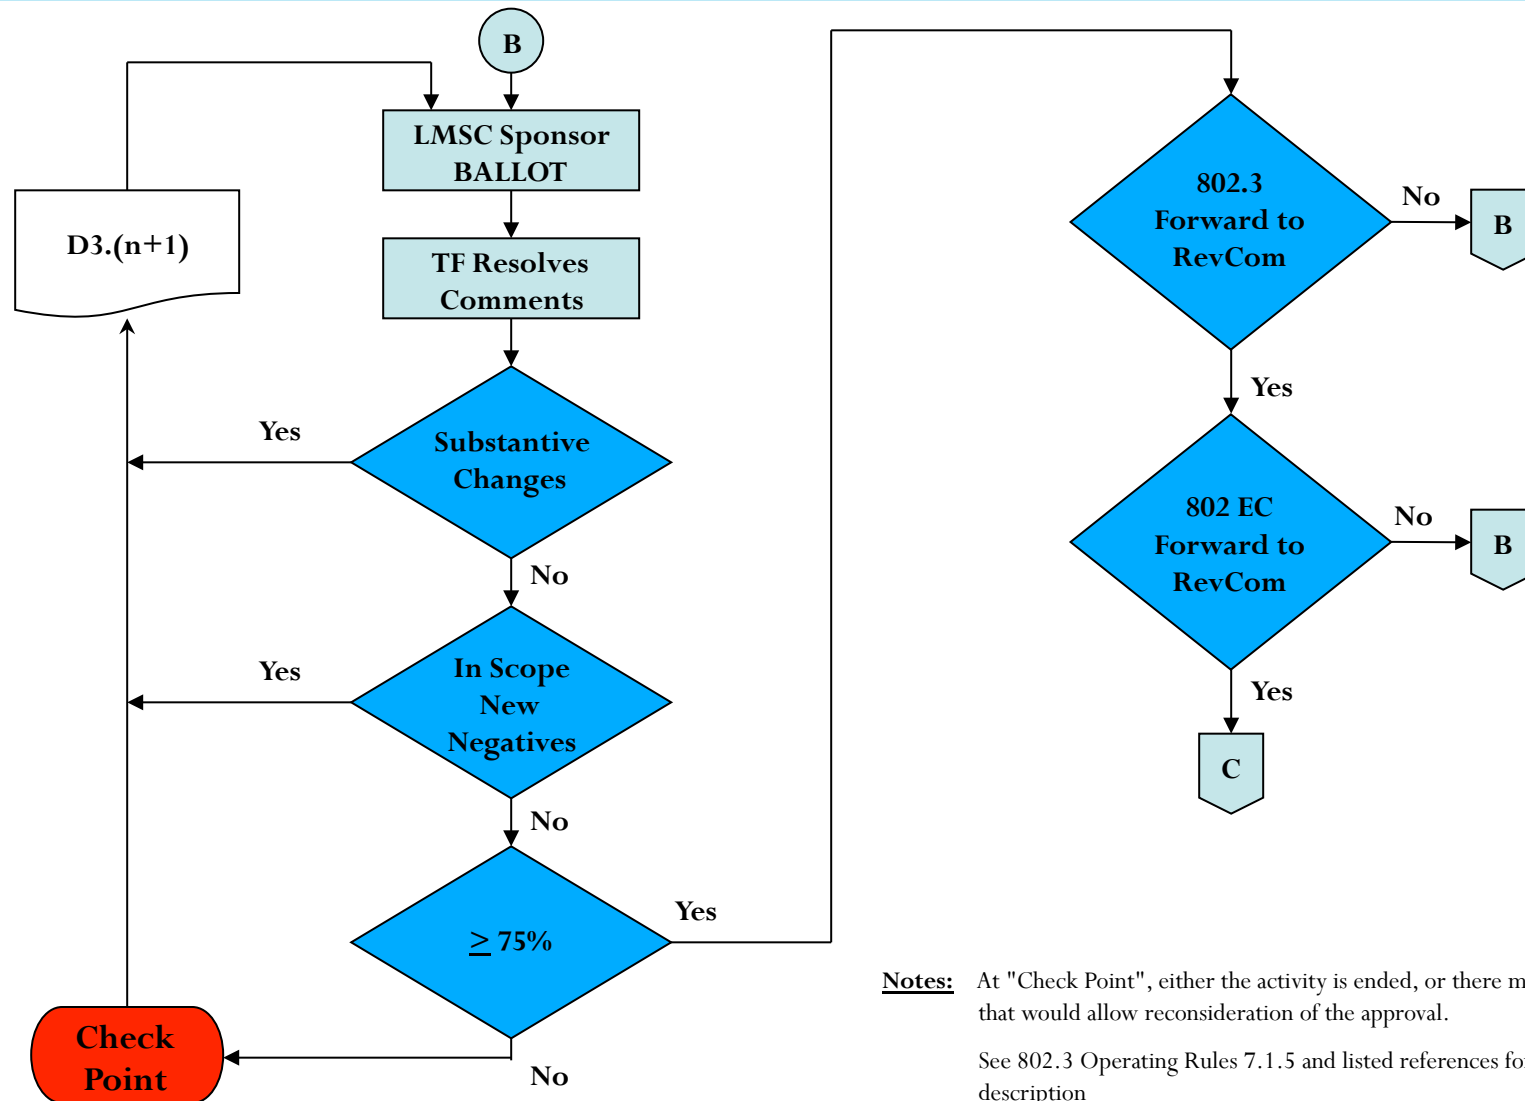 B
LMSC Sponsor
BALLOT
D3.(n+1)
TF Resolves
Comments
Substantive
Changes
Yes
No
In Scope
New
Negatives
Yes
No
≥ 75%
Yes
No
Check
Point
802.3
Forward to
RevCom
No
B
Yes
802 EC
Forward to
RevCom
No
B
Yes
C
Notes: At "Check Point", either the activity is ended, or there
that would allow reconsideration of the approval.
See 802.3 Operating Rules 7.1.5 and listed references
description